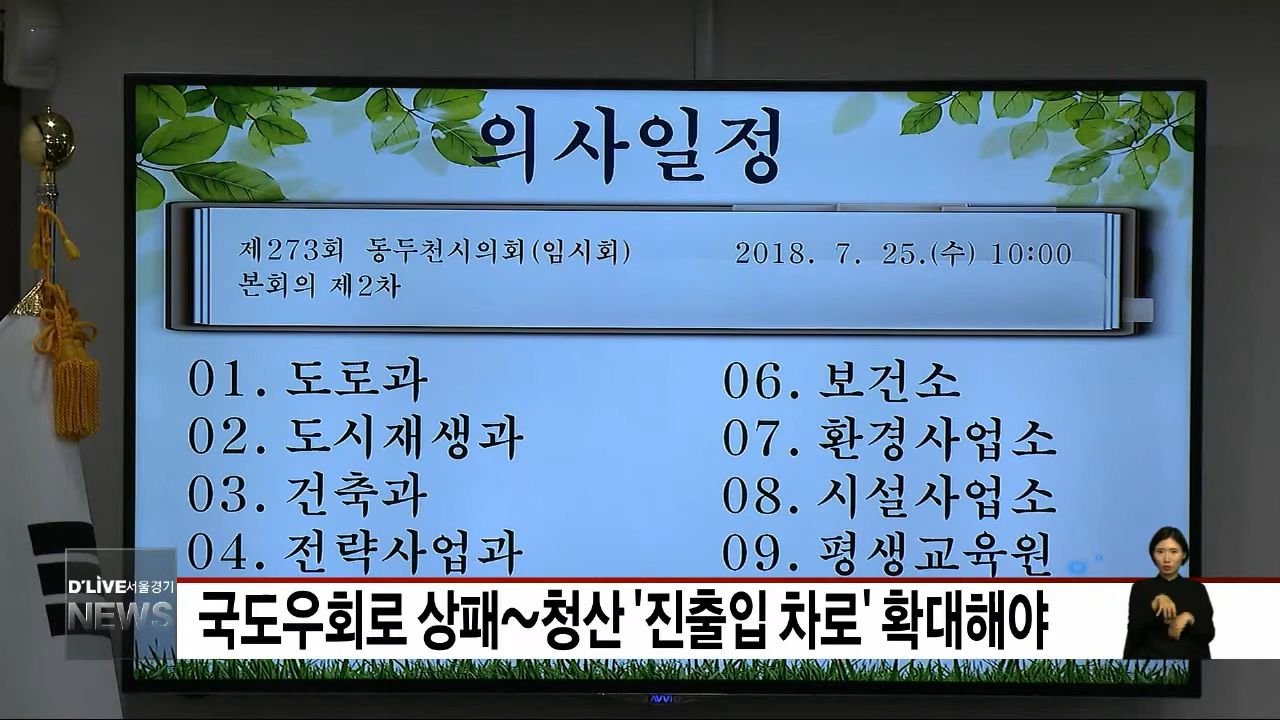 의사일정
제273회 동두천시의회(임시회) 2018. 7. 25.(수) 10:00
본회의 제2차
01. 도로과
02. 도시재생과
03. 건축과
04. 전략사업과
06. 보건소
07. 환경사업소
08. 시설사업소
09. 평생교육원
D'LIVE서울경기
NEWS
국도우회로 상패~청산 '진출입 차로' 확대해야